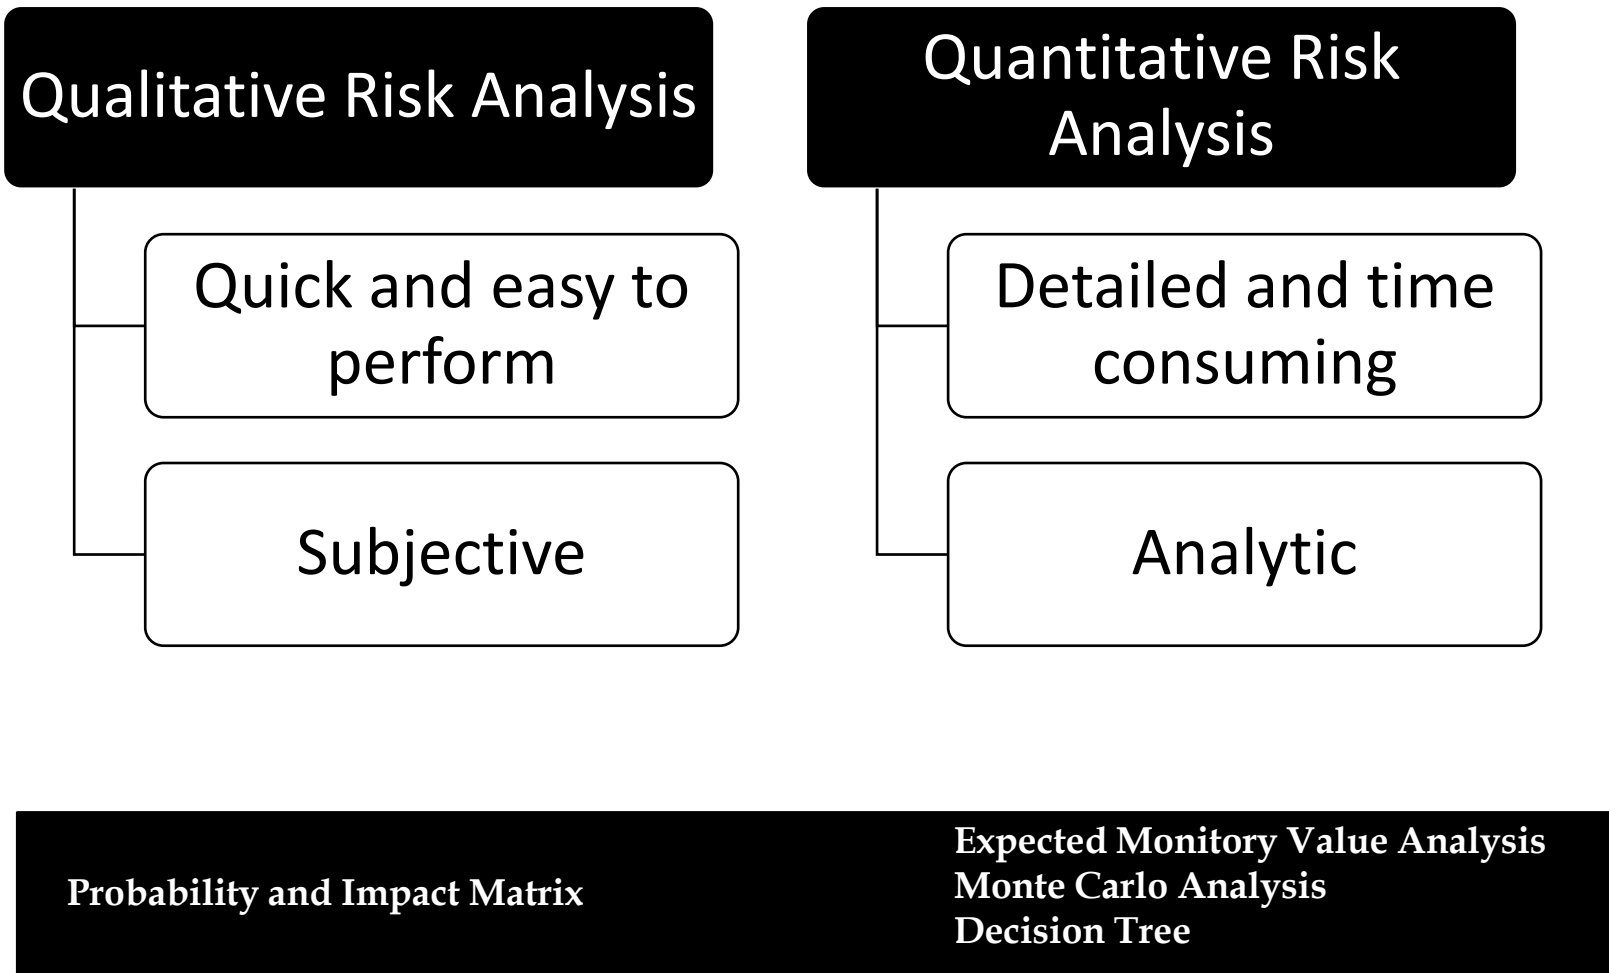 Qualitative Risk Analysis
Quick and easy to
perform
Subjective
Quantitative Risk
Analysis
Detailed and time
consuming
Analytic
Probability and Impact Matrix
Expected Monitory Value Analysis
Monte Carlo Analysis
Decision Tree